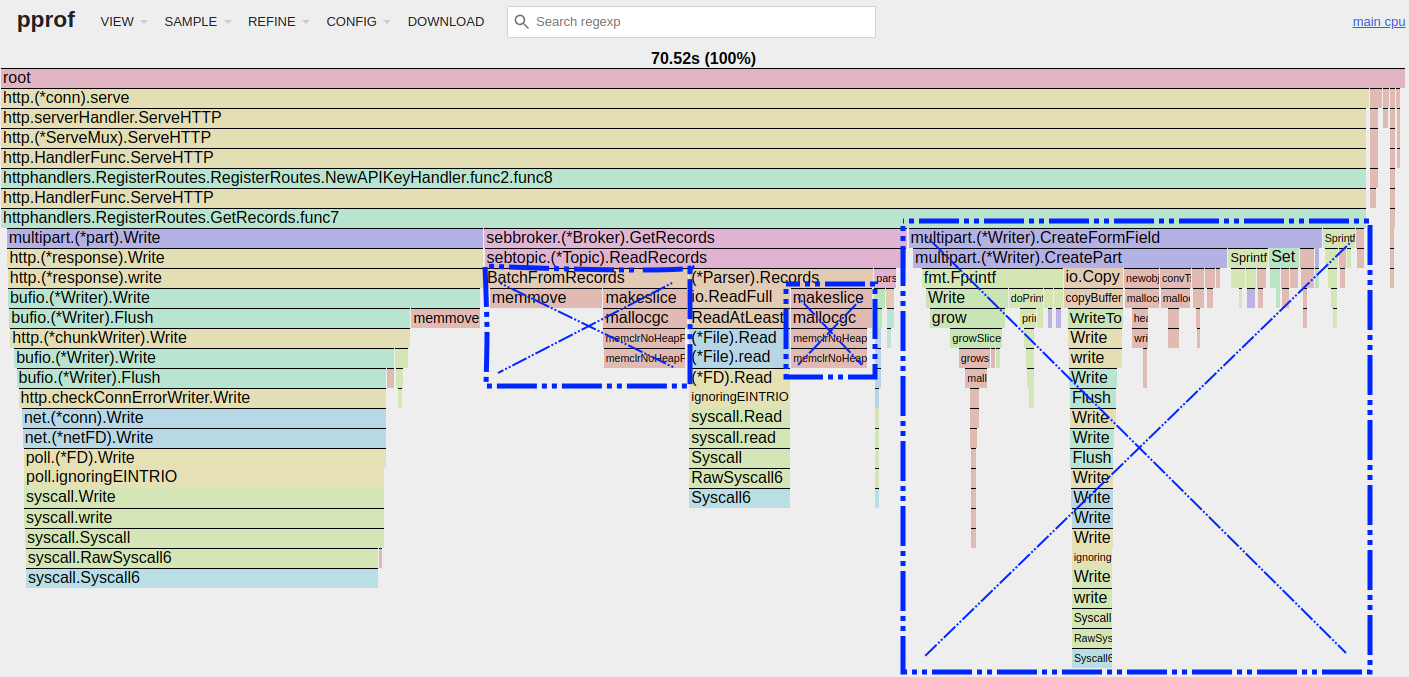 pprof VIEW SAMPLE REFINE CONFIG DOWNLOAD Search regexp main cpu
70.52s (100%)
root
http.(*conn).serve
http.serverHandler.ServeHTTP
http.(*ServeMux).ServeHTTP
http.HandlerFunc.ServeHTTP
httphandlers.RegisterRoutes.RegisterRoutes.NewAPIKeyHandler.func2.func8
http.HandlerFunc.ServeHTTP
httphandlers.RegisterRoutes.GetRecords.func7
multipart.(*part).Write sebbroker.(*Broker).GetRecords multipart.(*Writer).CreateFormField Sprintf
http.(*response).Write sebtopic.(*Topic).ReadRecords multipart.(*Writer).CreatePart Sprintf Set
http.(*response).write BatchFromRecords (*Parser).Records pars fmt.Fprintf io.Copy newobj convT
bufio.(*Writer).Write memmove makeslice io.ReadFull makeslice Write doPrint copyBuffer malloc malloc
bufio.(*Writer).Flush memmove mallocgc ReadAtLeast mallocgc grow prin WriteTo hea
http.(*chunkWriter).Write memclrNoHeapP (*File).Read memclrNoHeap growSlice Write wri
bufio.(*Writer).Write memclrNoHeapP (*File).read memclrNoHeap grows write
bufio.(*Writer).Flush (*FD).Read mall Write
http.checkConnErrorWriter.Write ignoringEINTRIO Flush
net.(*conn).Write syscall.Read Write
net.(*netFD).Write syscall.read Write
poll.(*FD).Write Syscall Flush
poll.ignoringEINTRIO RawSyscall6 Write
syscall.Write Syscall6 Write
syscall.write Write
syscall.Syscall Write
syscall.RawSyscall6 ignoring
syscall.Syscall6 Write
write
Syscall
RawSys
Syscall6